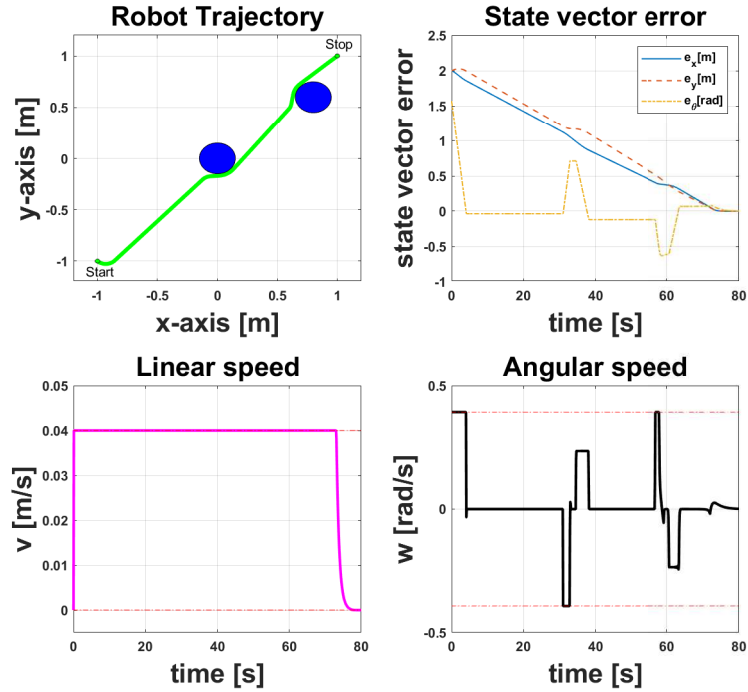 Robot Trajectory
Stop
1
0.5
0
-0.5
-1
Start
-1
-0.5
0
0.5
1
y-axis [m]
x-axis [m]
State vector error
2.5
2
1.5
1
0.5
0
-0.5
-1
e_x[m]
e_y[m]
e_θ[rad]
0
20
40
60
80
state vector error
time [s]
Linear speed
0.05
0.04
0.03
0.02
0.01
0
0
20
40
60
80
v [m/s]
time [s]
Angular speed
0.5
0
-0.5
0
20
40
60
80
w [rad/s]
time [s]